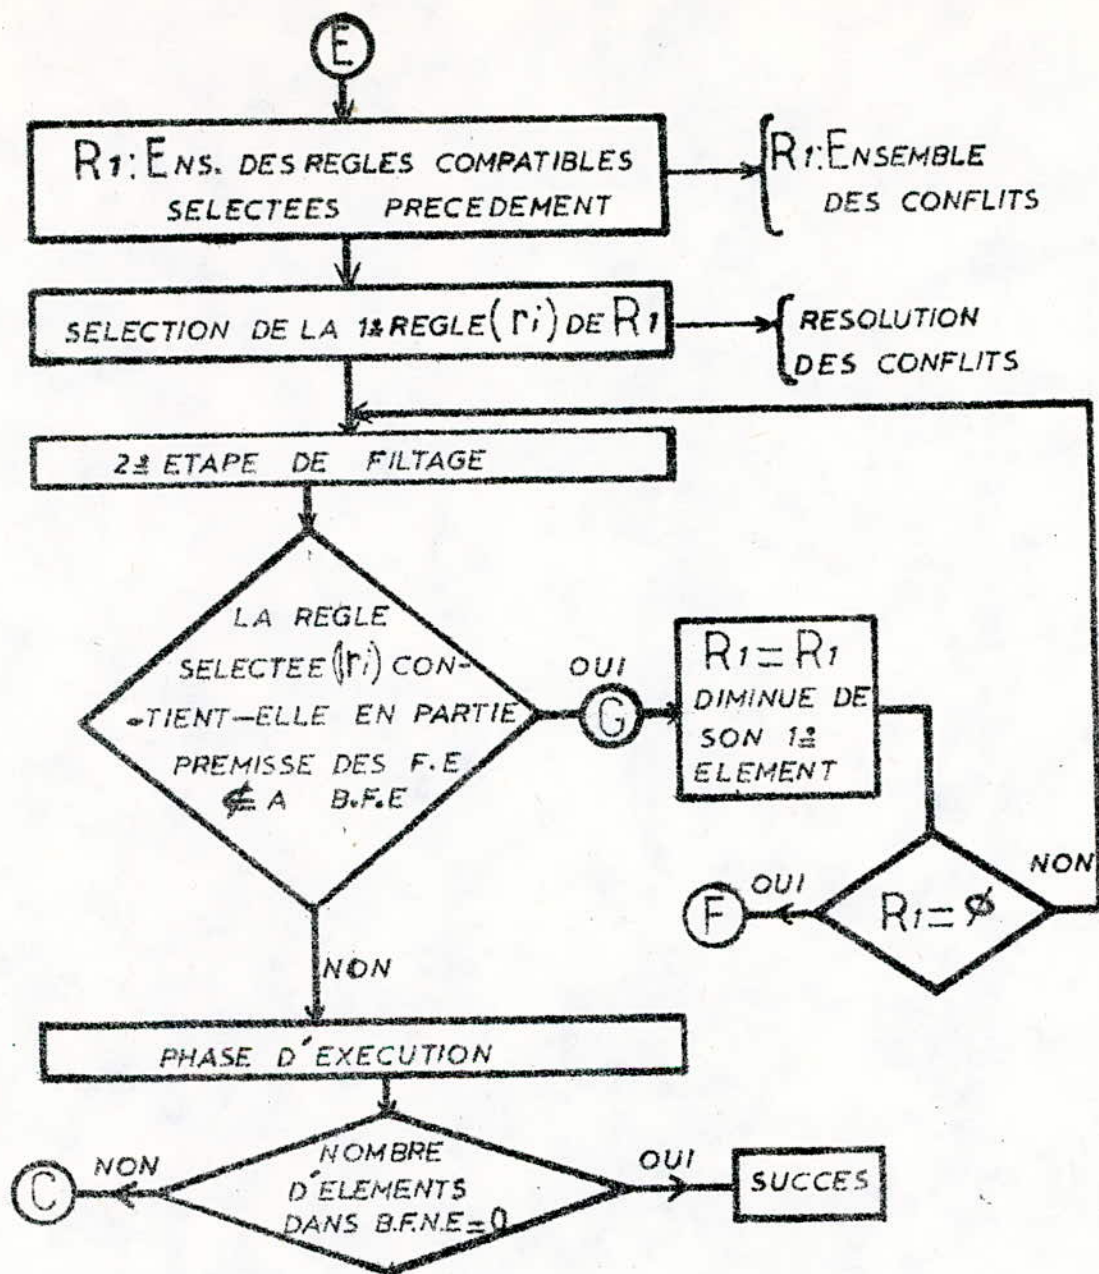 E
R1: ENS. DES REGLES COMPATIBLES
SELECTEES PRECEDEMENT
R1: ENSEMBLE
DES CONFLITS
SELECTION DE LA 1è REGLE (ri) DE R1
RESOLUTION
DES CONFLITS
2è ETAPE DE FILTAGE
LA REGLE
SELECTEE (ri) CON-
-TIENT-ELLE EN PARTIE
PREMISSE DES F.E
∉ A B.F.E
OUI
G
R1 = R1
DIMINUE DE
SON 1è
ELEMENT
NON
OUI
F
R1 = ∅
NON
PHASE D'EXECUTION
NON
C
NOMBRE
D'ELEMENTS
DANS B.F.N.E = 0
OUI
SUCCES